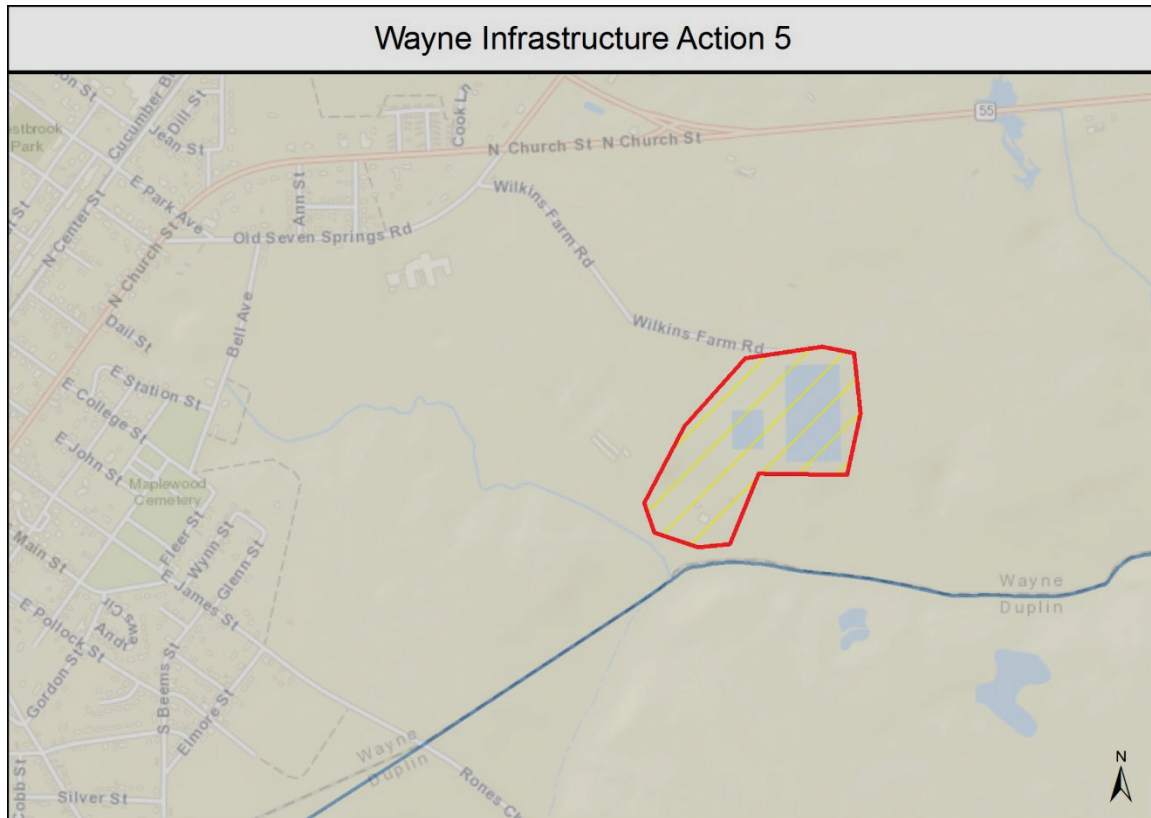 Wayne Infrastructure Action 5
Cucumber Bl
Jean St
Dill St
Cook Ln
55
N Church St
N Church St
Park
E Park Ave
Ann St
Wilkins Farm Rd
N Center St
Old Seven Springs Rd
N Church St
Bell Ave
Dail St
Wilkins Farm Rd
E Station St
E College St
E John St
Maplewood
Cemetery
Fleer St
Wynn St
Glenn St
E Main St
E James St
Wayne
Duplin
E Pollock St
Gordon St
S Beems St
Elmore St
Wayne
Duplin
Rones Ch
Cobb St
Silver St
N